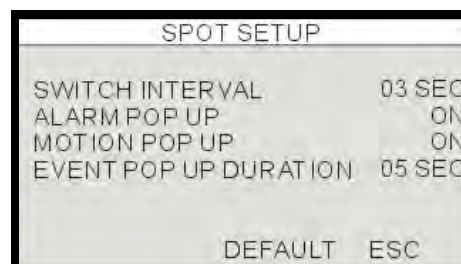 SPOT SETUP
SWITCH INTERVAL 03 SEC
ALARM POP UP ON
MOTION POP UP ON
EVENT POP UP DURATION 05 SEC
DEFAULT ESC